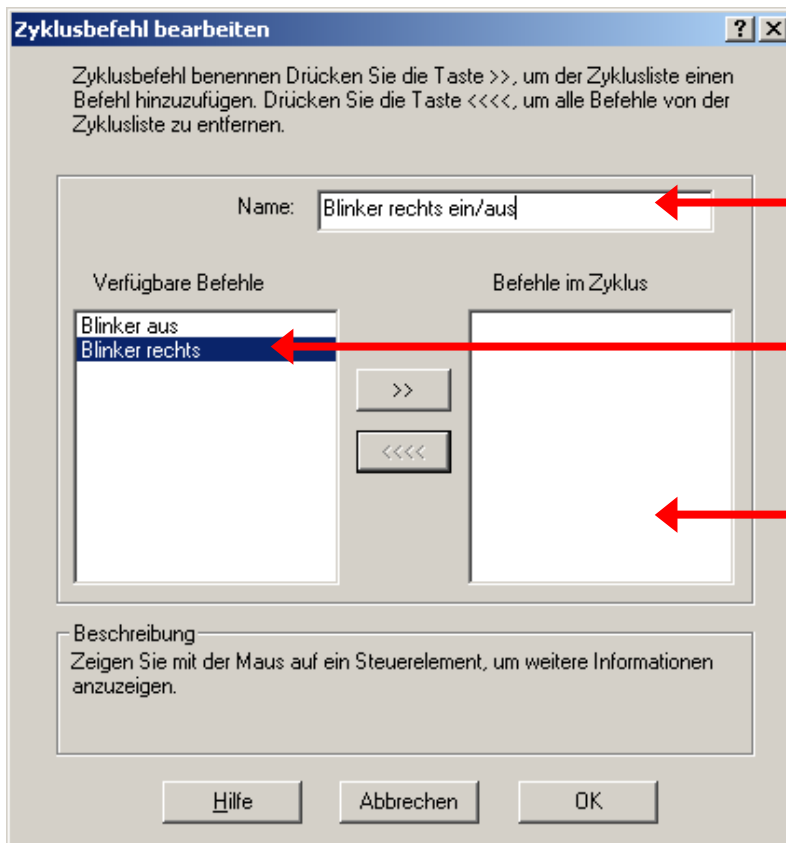 Zyklusbefehl bearbeiten
Zyklusbefehl benennen Drücken Sie die Taste >>, um der Zyklusliste einen
Befehl hinzuzufügen. Drücken Sie die Taste <<<<, um alle Befehle von der
Zyklusliste zu entfernen.
Name: Blinker rechts ein/aus
Verfügbare Befehle Befehle im Zyklus
Blinker aus
Blinker rechts
>>
<<<<
Beschreibung
Zeigen Sie mit der Maus auf ein Steuerelement, um weitere Informationen
anzuzeigen.
Hilfe Abbrechen OK